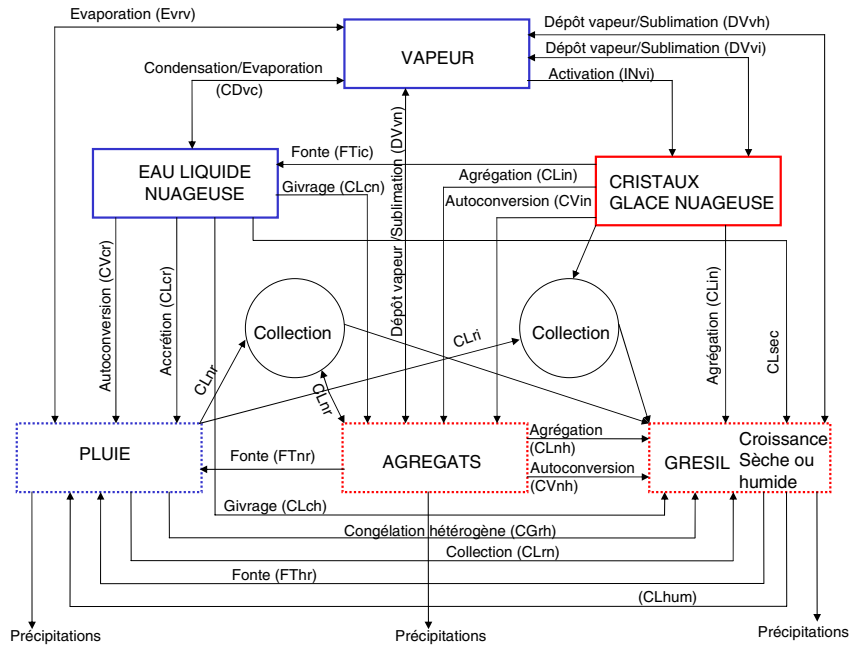 Evaporation (Evrv)
VAPEUR
Dépôt vapeur/Sublimation (DVvh)
Dépôt vapeur/Sublimation (DVvi)
Activation (INvi)
Condensation/Evaporation
(CDvc)
EAU LIQUIDE
NUAGEUSE
Fonte (FTic)
Givrage (CLcn)
Dépôt vapeur /Sublimation (DVvn)
Agrégation (CLin)
Autoconversion (CVin
CRISTAUX
GLACE NUAGEUSE
Autoconversion (CVcr)
Accrétion (CLcr)
CLnr
Collection
CLnr
CLri
Collection
Agrégation (CLin)
CLsec
PLUIE
Fonte (FTnr)
AGREGATS
Agrégation
(CLnh)
Autoconversion
(CVnh)
GRESIL
Croissance
Sèche ou
humide
Givrage (CLch)
Congélation hétérogène (CGrh)
Collection (CLrn)
Fonte (FThr)
(CLhum)
Précipitations
Précipitations
Précipitations